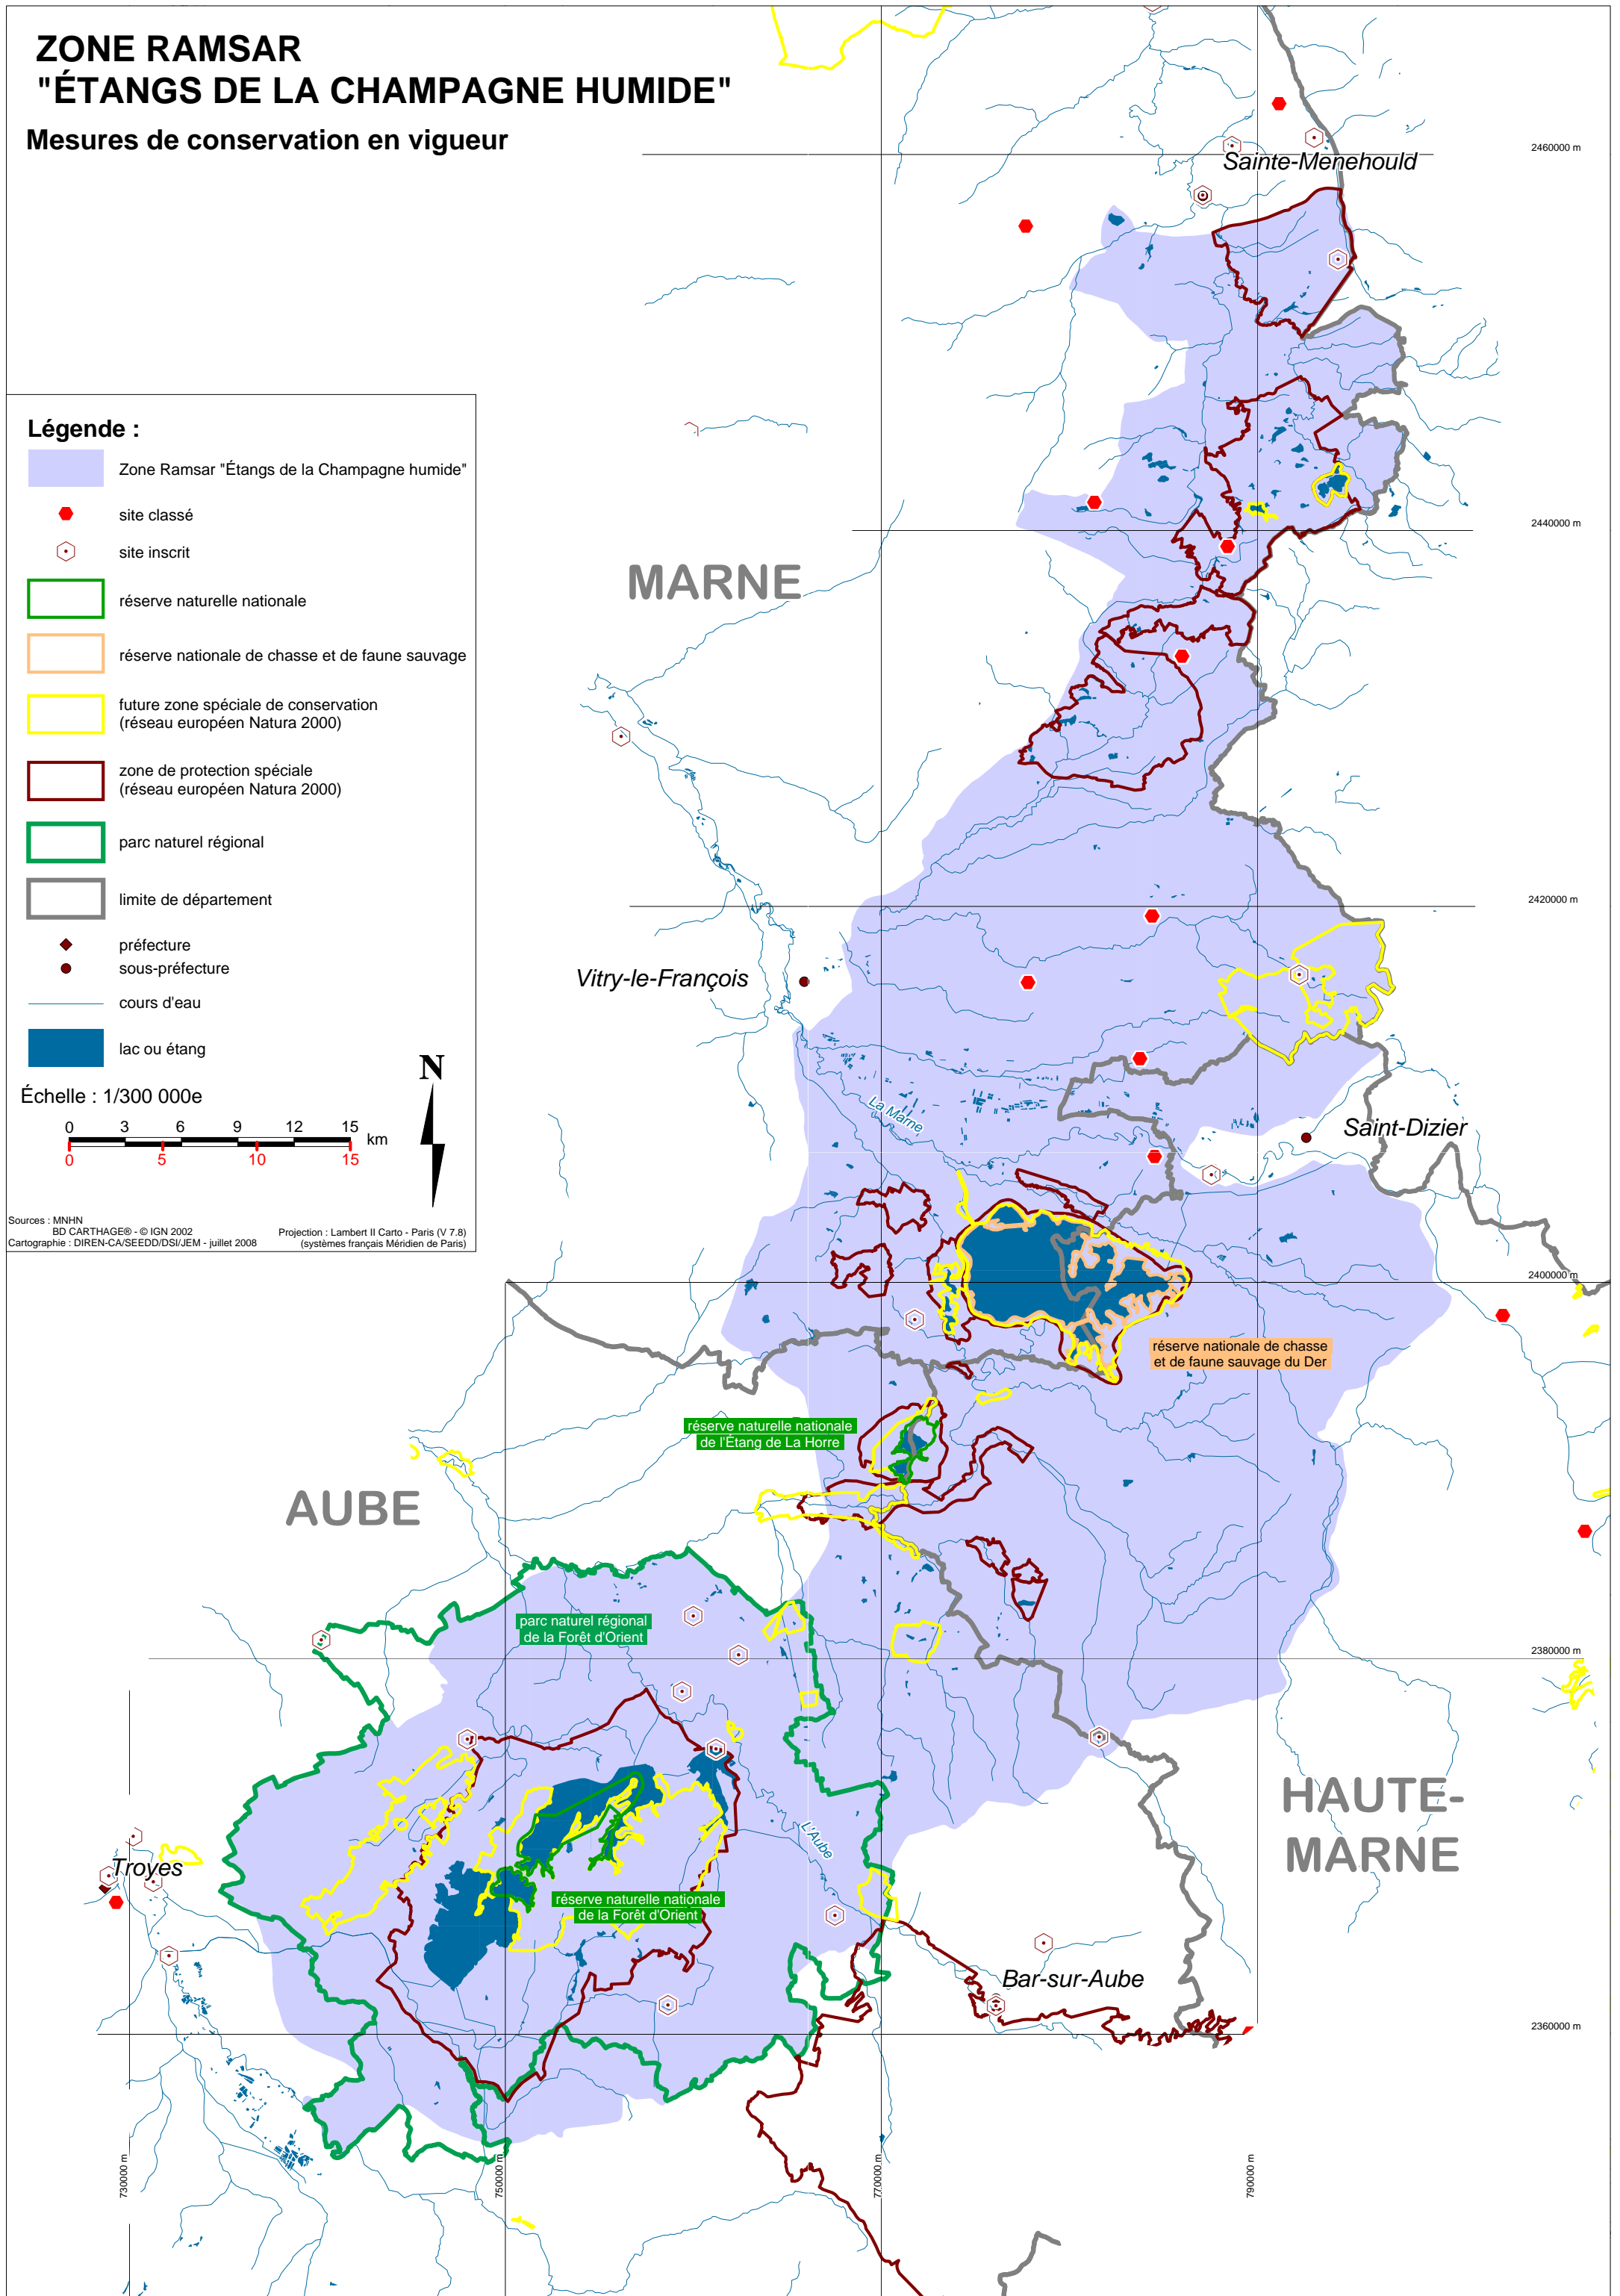 ZONE RAMSAR
"ÉTANGS DE LA CHAMPAGNE HUMIDE"
Mesures de conservation en vigueur
Légende :
Zone Ramsar "Étangs de la Champagne humide"
site classé
site inscrit
réserve naturelle nationale
réserve nationale de chasse et de faune sauvage
future zone spéciale de conservation
(réseau européen Natura 2000)
zone de protection spéciale
(réseau européen Natura 2000)
parc naturel régional
limite de département
préfecture
sous-préfecture
cours d'eau
lac ou étang
Échelle : 1/300 000e
0 3 6 9 12 15
km
0 5 10 15
N
Sources : MNHN
BD CARTHAGE® - © IGN 2002
Cartographie : DIREN-CA/SEEDD/DSI/JEM - juillet 2008
Projection : Lambert II Carto - Paris (V 7.8)
(systèmes français Méridien de Paris)
2460000 m
Sainte-Menehould
2440000 m
MARNE
2420000 m
Vitry-le-François
La Marne
Saint-Dizier
2400000 m
réserve nationale de chasse
et de faune sauvage du Der
réserve naturelle nationale
de l'Étang de La Horre
AUBE
parc naturel régional
de la Forêt d'Orient
2380000 m
HAUTE-
MARNE
L'Aube
Troyes
réserve naturelle nationale
de la Forêt d'Orient
Bar-sur-Aube
2360000 m
730000 m
750000 m
770000 m
790000 m